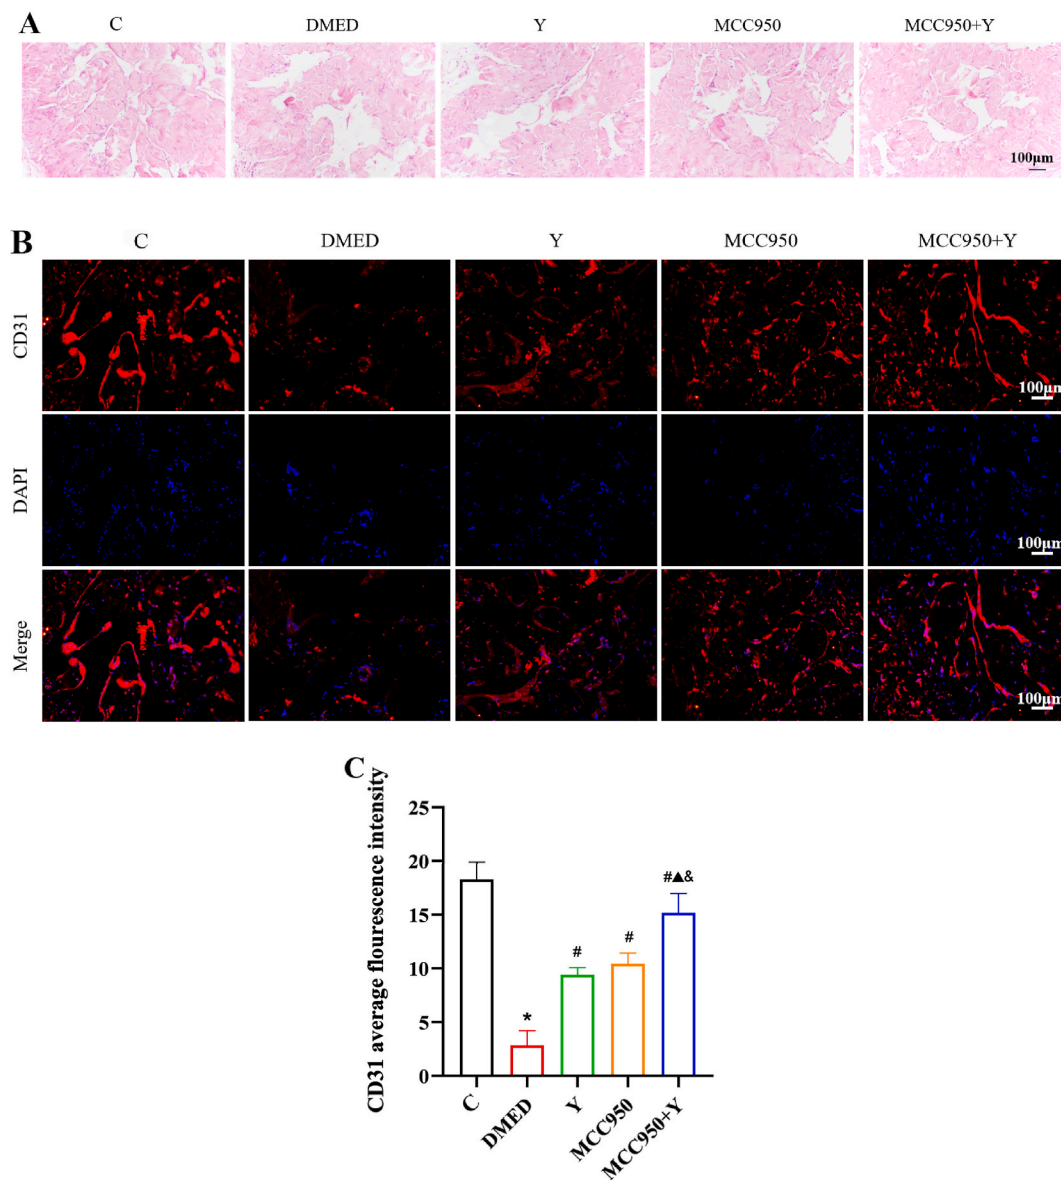 A
C DMED Y MCC950 MCC950+Y
100μm
B
C DMED Y MCC950 MCC950+Y
CD31
100μm
DAPI
100μm
Merge
100μm
C
CD31 average flourescence intensity
25
20
15
10
5
0
*
#
#
#▲&
C DMED Y MCC950 MCC950+Y